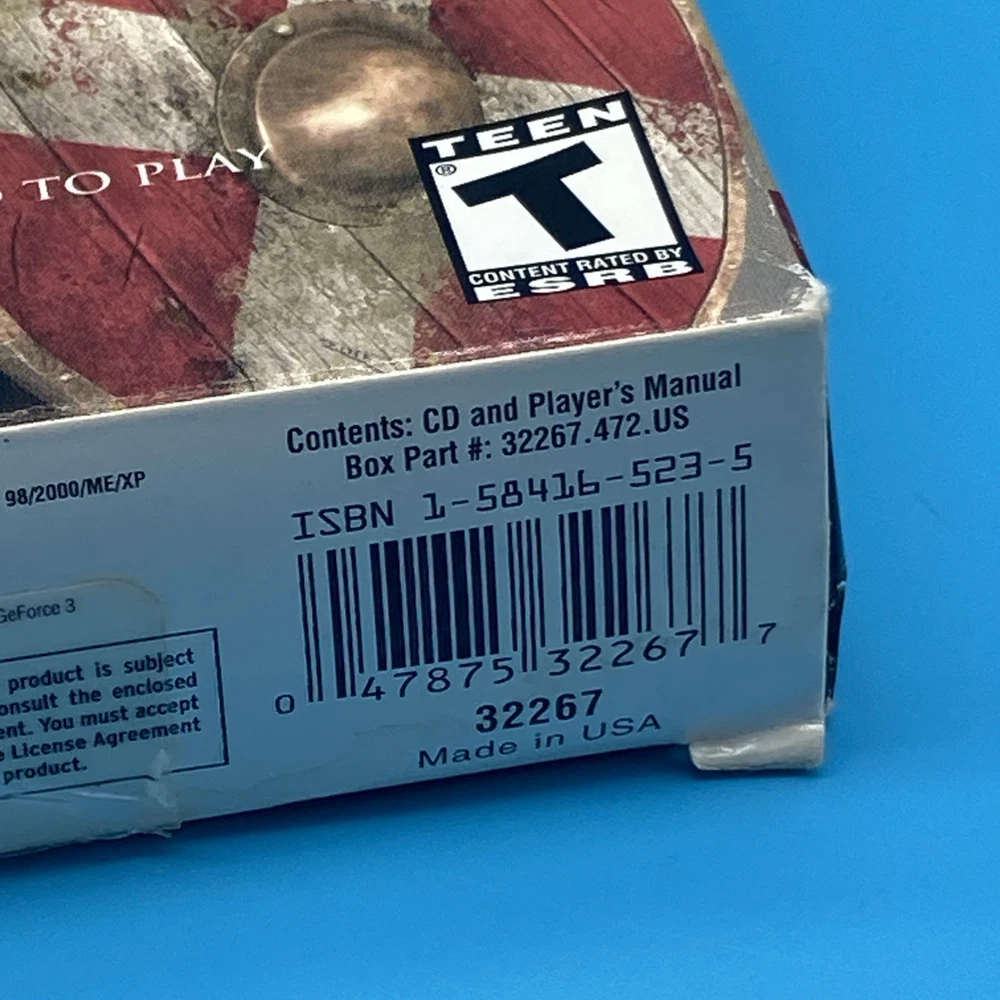 TO PLAY
TEEN
®
T
CONTENT RATED BY
ESRB
Contents: CD and Player's Manual
Box Part #: 32267.472.US
98/2000/ME/XP
ISBN 1-58416-523-5
GeForce 3
product is subject
consult the enclosed
You must accept
License Agreement
product.
0 47875 32267 7
32267
Made in USA